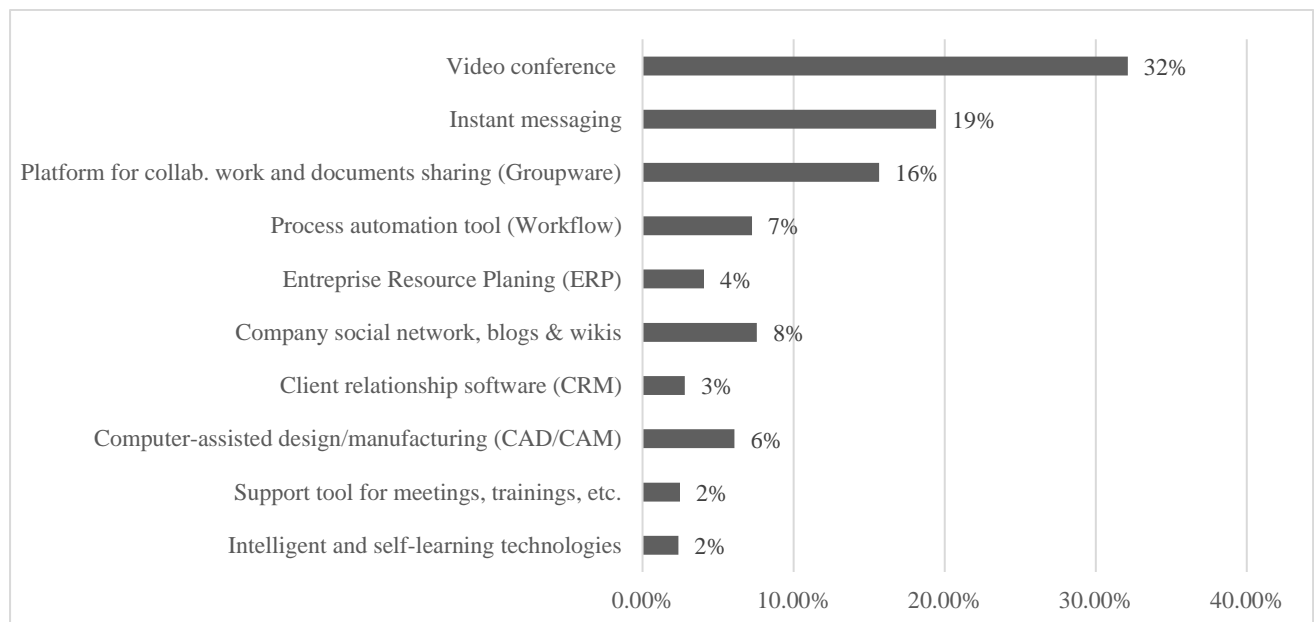 Video conference 32%
Instant messaging 19%
Platform for collab. work and documents sharing (Groupware) 16%
Process automation tool (Workflow) 7%
Entreprise Resource Planing (ERP) 4%
Company social network, blogs & wikis 8%
Client relationship software (CRM) 3%
Computer-assisted design/manufacturing (CAD/CAM) 6%
Support tool for meetings, trainings, etc. 2%
Intelligent and self-learning technologies 2%
0.00% 10.00% 20.00% 30.00% 40.00%